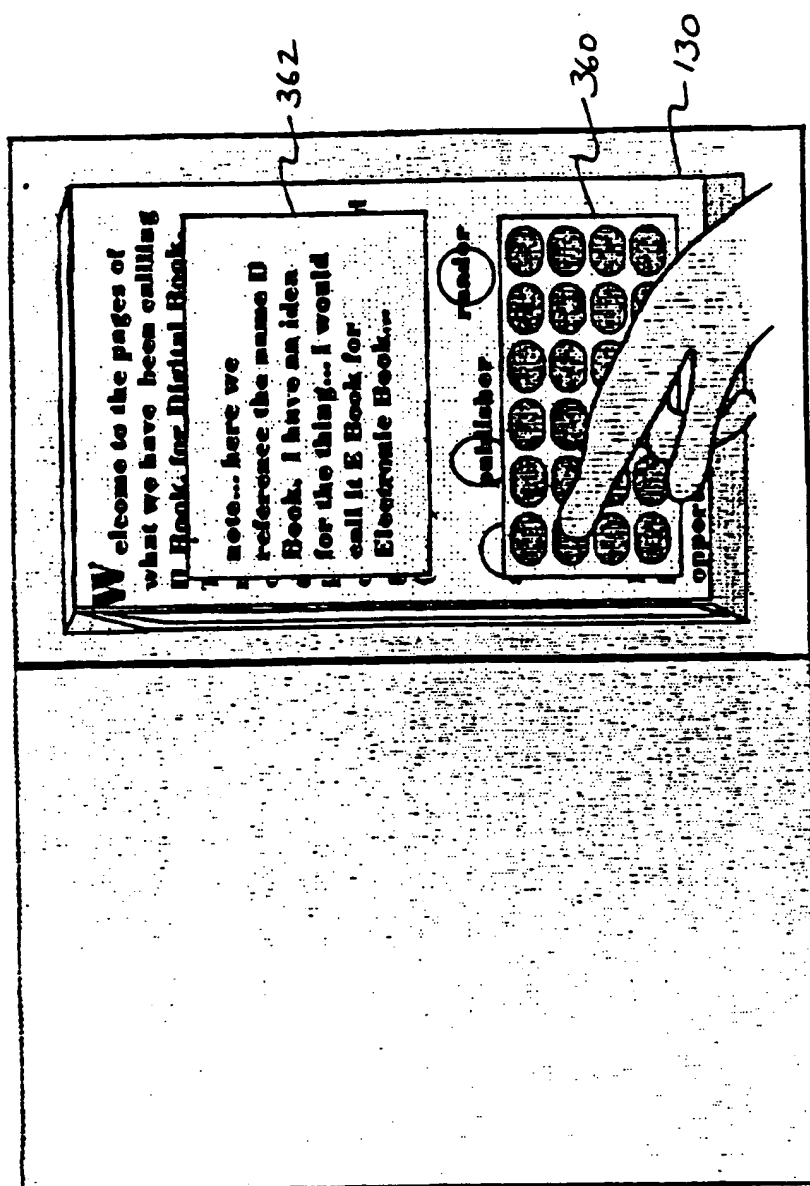 Welcome to the pages of
what we have been calling
D Book, for Digital Book.
note... here we
reference the name D
Book. I have an idea
for the thing... I would
call it E Book for
Electronic Book...
publisher
reader
oppor
362
360
130